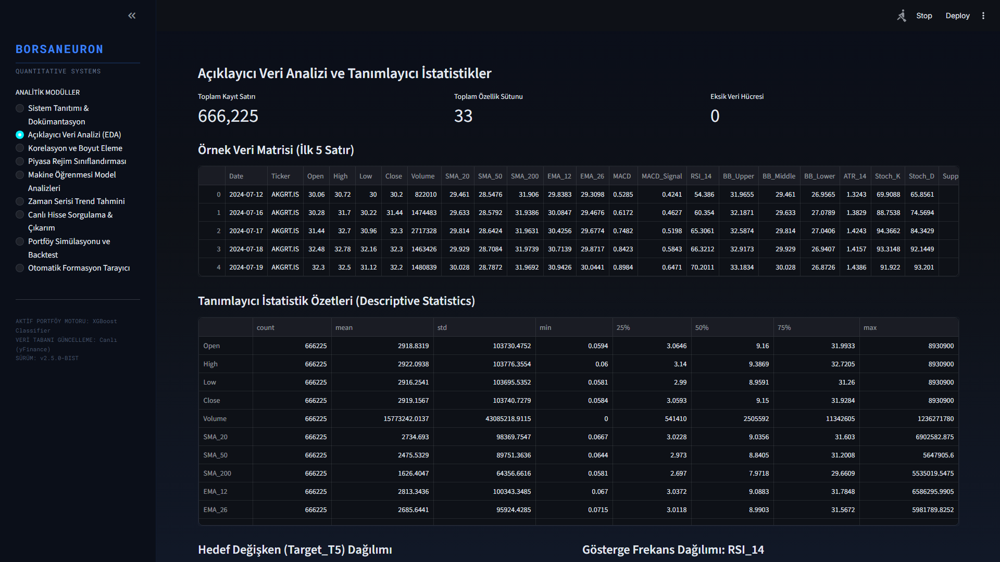 Stop
Deploy
BORSANEURON
QUANTITATIVE SYSTEMS
ANALİTİK MODÜLLER
Sistem Tanıtımı &
Dokümantasyon
Açıklayıcı Veri Analizi (EDA)
Korelasyon ve Boyut Eleme
Piyasa Rejim Sınıflandırması
Makine Öğrenmesi Model
Analizleri
Zaman Serisi Trend Tahmini
Canlı Hisse Sorgulama &
Çıkarım
Portföy Simülasyonu ve
Backtest
Otomatik Formasyon Tarayıcı
AKTİF PORTFÖY MOTORU: XGBoost
Classifier
VERİ TABANI GÜNCELLEME: Canlı
(yFinance)
SÜRÜM: v2.5.0-BIST
Açıklayıcı Veri Analizi ve Tanımlayıcı İstatistikler
Toplam Kayıt Satırı Toplam Özellik Sütunu Eksik Veri Hücresi
666,225 33 0
Örnek Veri Matrisi (İlk 5 Satır)
Date Ticker Open High Low Close Volume SMA_20 SMA_50 SMA_200 EMA_12 EMA_26 MACD MACD_Signal RSI_14 BB_Upper BB_Middle BB_Lower ATR_14 Stoch_K Stoch_D Supp
0 2024-07-12 AKGRT.IS 30.06 30.72 30 30.2 822010 29.461 28.5476 31.906 29.8383 29.3098 0.5285 0.4241 54.386 31.9655 29.461 26.9565 1.3243 69.9088 65.8561
1 2024-07-16 AKGRT.IS 30.28 31.7 30.22 31.44 1474483 29.633 28.5792 31.9386 30.0847 29.4676 0.6172 0.4627 60.354 32.1871 29.633 27.0789 1.3829 88.7538 74.5694
2 2024-07-17 AKGRT.IS 31.44 32.7 30.96 32.3 2717328 29.814 28.6424 31.9631 30.4256 29.6774 0.7482 0.5198 65.3061 32.5874 29.814 27.0406 1.4243 94.3662 84.3429
3 2024-07-18 AKGRT.IS 32.48 32.78 32.16 32.3 1463426 29.929 28.7084 31.9739 30.7139 29.8717 0.8423 0.5843 66.3212 32.9173 29.929 26.9407 1.4157 93.3148 92.1449
4 2024-07-19 AKGRT.IS 32.3 32.5 31.12 32.2 1480839 30.028 28.7872 31.9692 30.9426 30.0441 0.8984 0.6471 70.2011 33.1834 30.028 26.8726 1.4386 91.922 93.201
Tanımlayıcı İstatistik Özetleri (Descriptive Statistics)
count mean std min 25% 50% 75% max
Open 666225 2918.8319 103730.4752 0.0594 3.0646 9.16 31.9933 8930900
High 666225 2922.0938 103776.3554 0.06 3.14 9.3869 32.7205 8930900
Low 666225 2916.2541 103695.5352 0.0581 2.99 8.9591 31.26 8930900
Close 666225 2919.1567 103740.7279 0.0584 3.0593 9.15 31.9284 8930900
Volume 666225 15773242.0137 43085218.9115 0 541410 2505592 11342605 1236271780
SMA_20 666225 2734.693 98369.7547 0.0667 3.0228 9.0356 31.603 6902582.875
SMA_50 666225 2475.5329 89751.3636 0.0644 2.973 8.8405 31.2008 5647905.6
SMA_200 666225 1626.4047 64356.6616 0.0581 2.697 7.9718 29.6609 5535019.5475
EMA_12 666225 2813.3436 100343.3485 0.067 3.0372 9.0883 31.7848 6586295.9905
EMA_26 666225 2685.6441 95924.4285 0.0715 3.0118 8.9903 31.5672 5981789.8252
Hedef Değişken (Target_T5) Dağılımı Gösterge Frekans Dağılımı: RSI_14